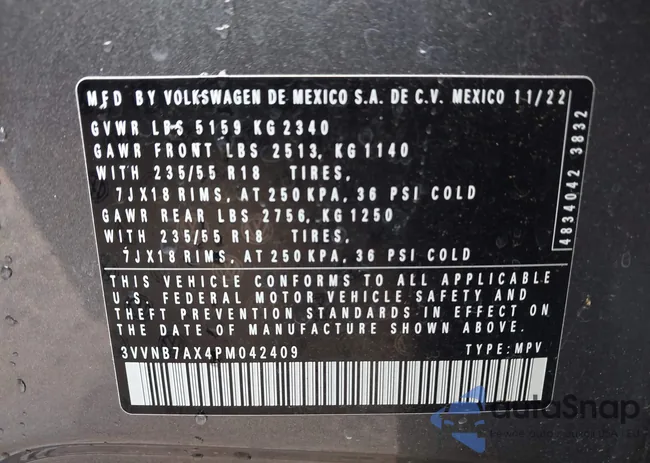 MFD BY VOLKSWAGEN DE MEXICO S.A. DE C.V. MEXICO 11/22
GVWR LBS 5159 KG 2340
GAWR FRONT LBS 2513, KG 1140
WITH 235/55 R18 TIRES,
7JX18 RIMS, AT 250 KPA, 36 PSI COLD
GAWR REAR LBS 2756, KG 1250
WITH 235/55 R18 TIRES,
7JX18 RIMS, AT 250 KPA, 36 PSI COLD
THIS VEHICLE CONFORMS TO ALL APPLICABLE
U.S. FEDERAL MOTOR VEHICLE SAFETY AND
THEFT PREVENTION STANDARDS IN EFFECT ON
THE DATE OF MANUFACTURE SHOWN ABOVE.
3VVNB7AX4PM042409 TYPE: MPV
4834042 3832
autoSnap